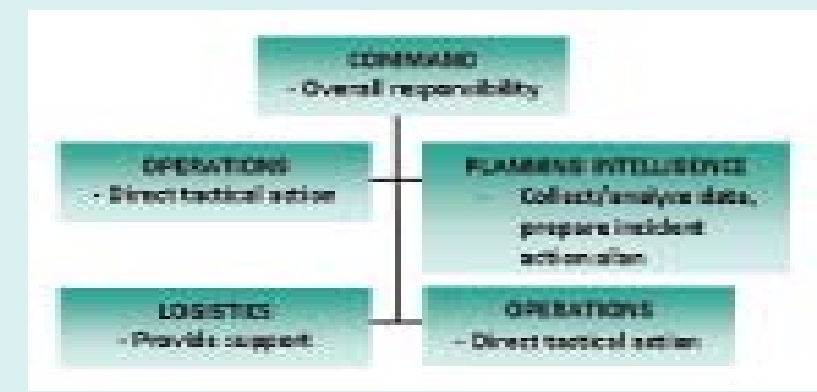 COMMAND
- Overall responsibility
OPERATIONS
- Direct tactical action
PLANNING INTELLIGENCE
- Collect/analyze data,
prepare incident
action plan
LOGISTICS
- Provide support
OPERATIONS
- Direct tactical action